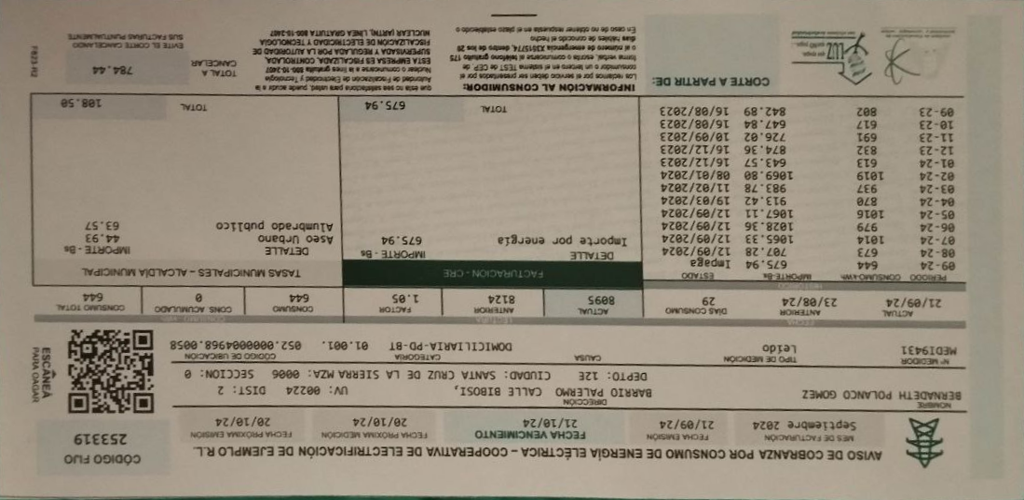 AVISO DE COBRANZA POR CONSUMO DE ENERGÍA ELÉCTRICA – COOPERATIVA DE ELECTRIFICACIÓN DE EJEMPLO R.L.
CÓDIGO FIJO
253319
MES DE FACTURACIÓN
Septiembre 2024
FECHA EMISIÓN
21/09/24
FECHA VENCIMIENTO
21/10/24
FECHA PRÓXIMA MEDICIÓN
20/10/24
FECHA PRÓXIMA EMISIÓN
20/10/24
NOMBRE
BERNADETH POLANCO GOMEZ
DIRECCIÓN
BARRIO PALERMO CALLE BIBOSI, UV: 00224 DIST: 2
DEPTO: 12E CIUDAD: SANTA CRUZ DE LA SIERRA MZA: 0006 SECCION: 0
ESCANEÁ
PARA PAGAR
N° MEDIDOR
MEDI9431
TIPO DE MEDICIÓN
Leido
CAUSA
CATEGORÍA
DOMICILIARIA-PD-BT
CÓDIGO DE UBICACIÓN
01.001. 052.00000004968.0058
FECHA
LECTURA
CONSUMO - kWh
ACTUAL
21/09/24
ANTERIOR
23/08/24
DÍAS CONSUMO
29
ACTUAL
8095
ANTERIOR
8124
FACTOR
1.05
CONSUMO
644
CONS ACUMULADO
0
CONSUMO TOTAL
644
HISTÓRICO
PERIODO CONSUMO-kWh IMPORTE-Bs ESTADO
09-24 644 675.94 Impaga
08-24 673 707.28 12/09/2024
07-24 1014 1065.33 12/09/2024
06-24 979 1028.36 12/09/2024
05-24 1016 1067.11 12/09/2024
04-24 870 913.42 19/03/2024
03-24 937 983.78 11/02/2024
02-24 1019 1069.80 08/01/2024
01-24 613 643.57 16/12/2023
12-23 832 874.36 16/12/2023
11-23 691 726.02 10/09/2023
10-23 617 647.84 16/08/2023
09-23 802 842.89 16/08/2023
FACTURACIÓN - CRE
DETALLE IMPORTE - Bs
Importe por energía 675.94
TOTAL 675.94
TASAS MUNICIPALES – ALCALDÍA MUNICIPAL
DETALLE IMPORTE - Bs
Aseo Urbano 44.93
Alumbrado publico 63.57
TOTAL 108.50
CORTE A PARTIR DE:
LUZ
INFORMACIÓN AL CONSUMIDOR:
Los reclamos por el servicio deben ser presentados por el
consumidor o un tercero en el sistema TEST de CEP, de
forma verbal, escrita o comunicarse al teléfono gratuito 175
o al número de emergencia X3515774, dentro de los 20
días hábiles de conocido el hecho
En caso de no obtener respuesta en el plazo establecido o
que esta no sea satisfactoria para usted, puede acudir a la
Autoridad de Fiscalización de Electricidad y Tecnología
Nuclear o comunicarse a la línea gratuita 800-10-2407
ESTA EMPRESA ES FISCALIZADA, CONTROLADA,
SUPERVISADA Y REGULADA POR LA AUTORIDAD DE
FISCALIZACIÓN DE ELECTRICIDAD Y TECNOLOGÍA
NUCLEAR (AETN), LÍNEA GRATUITA 800-10-2407
TOTAL A
CANCELAR
784.44
EVITE EL CORTE CANCELANDO
SUS FACTURAS PUNTUALMENTE